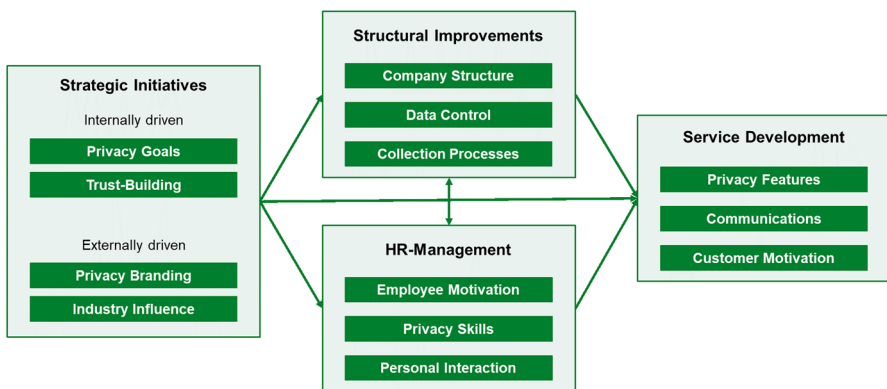 Strategic Initiatives
Internally driven
Privacy Goals
Trust-Building
Externally driven
Privacy Branding
Industry Influence
Structural Improvements
Company Structure
Data Control
Collection Processes
HR-Management
Employee Motivation
Privacy Skills
Personal Interaction
Service Development
Privacy Features
Communications
Customer Motivation